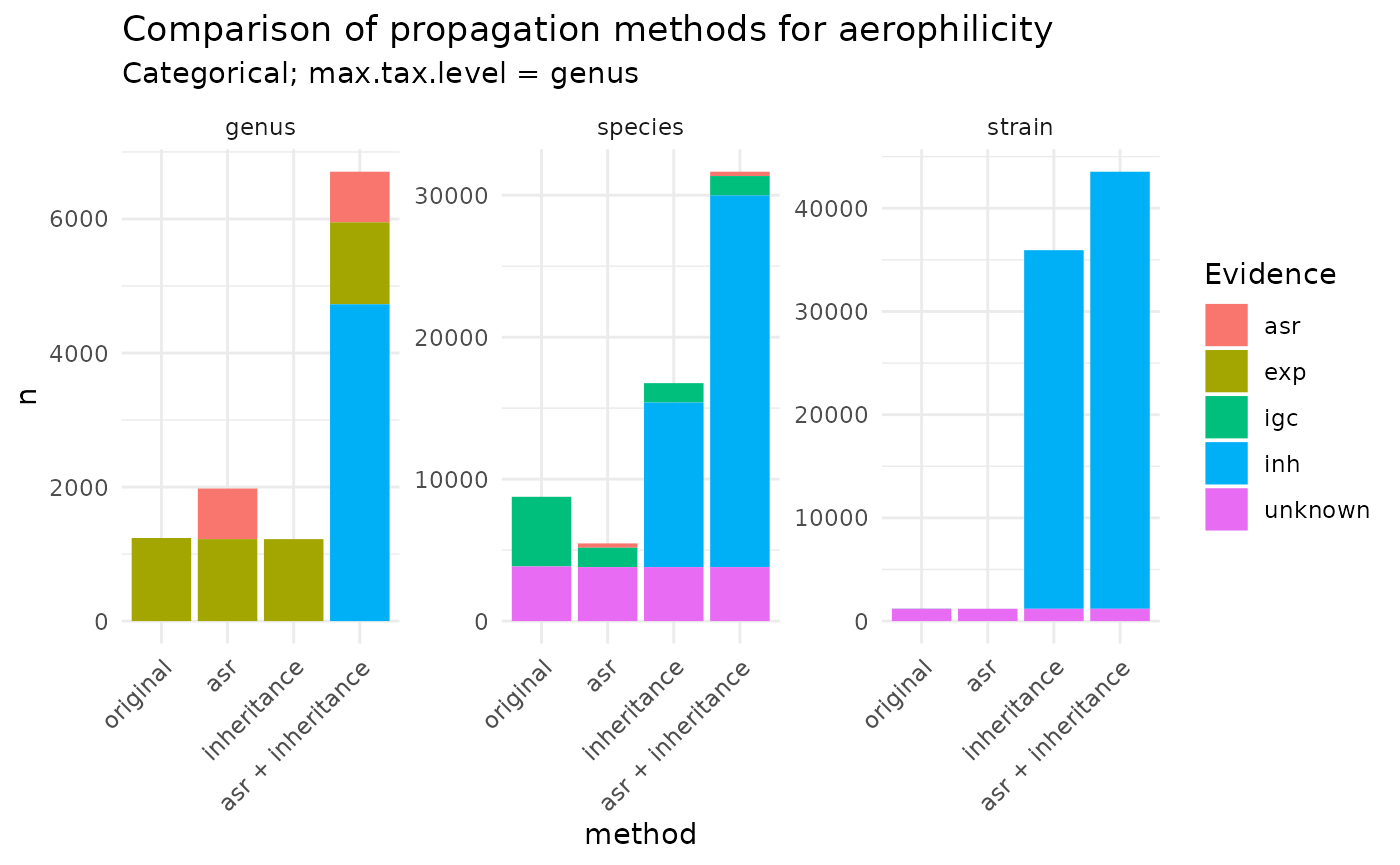 Comparison of propagation methods for aerophilicity
Categorical; max.tax.level = genus
genus
species
strain
n
6000
4000
2000
0
30000
20000
10000
0
40000
30000
20000
10000
0
original
asr
inheritance
asr + inheritance
original
asr
inheritance
asr + inheritance
original
asr
inheritance
asr + inheritance
method
Evidence
asr
exp
igc
inh
unknown